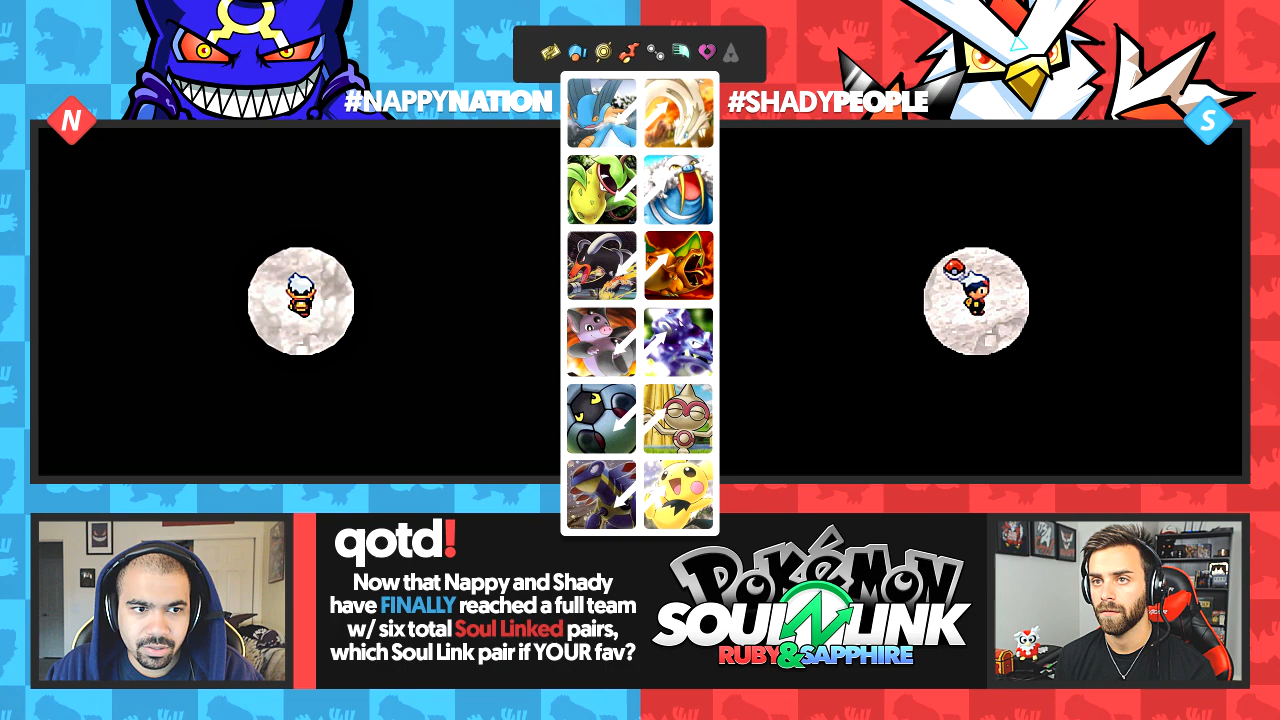 #NAPPYNATION
#SHADYPEOPLE
N
S
qotd!
Now that Nappy and Shady
have FINALLY reached a full team
w/ six total Soul Linked pairs,
which Soul Link pair if YOUR fav?
POKÉMON
SOUL LINK
RUBY&SAPPHIRE